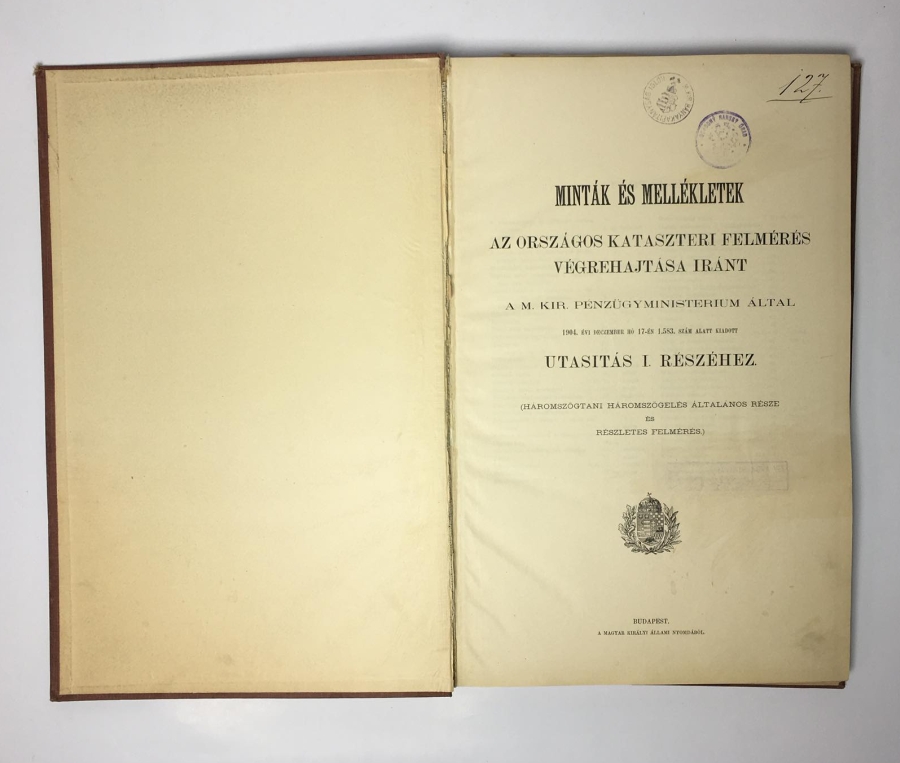 127.
MINTÁK ÉS MELLÉKLETEK
AZ ORSZÁGOS KATASZTERI FELMÉRÉS
VÉGREHAJTÁSA IRÁNT
A M. KIR. PÉNZÜGYMINISTERIUM ÁLTAL
1904. ÉVI DECZEMBER HÓ 17-ÉN 1,583. SZÁM ALATT KIADOTT
UTASITÁS I. RÉSZÉHEZ.
(HÁROMSZÖGTANI HÁROMSZÖGELÉS ÁLTALÁNOS RÉSZE
ÉS
RÉSZLETES FELMÉRÉS.)
BUDAPEST.
A MAGYAR KIRÁLYI ÁLLAMI NYOMDÁBÓL.